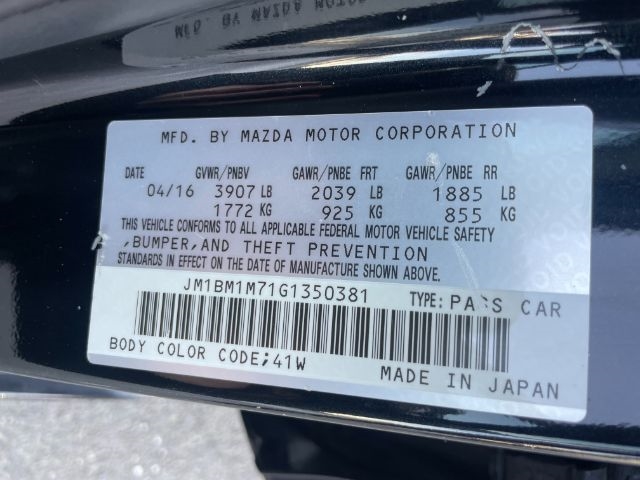 MFD. BY MAZDA MOTOR CORPORATION
DATE GVWR/PNBV GAWR/PNBE FRT GAWR/PNBE RR
04/16 3907 LB 2039 LB 1885 LB
1772 KG 925 KG 855 KG
THIS VEHICLE CONFORMS TO ALL APPLICABLE FEDERAL MOTOR VEHICLE SAFETY
,BUMPER,AND THEFT PREVENTION
STANDARDS IN EFFECT ON THE DATE OF MANUFACTURE SHOWN ABOVE.
JM1BM1M71G1350381 TYPE: PASS CAR
BODY COLOR CODE;41W
MADE IN JAPAN